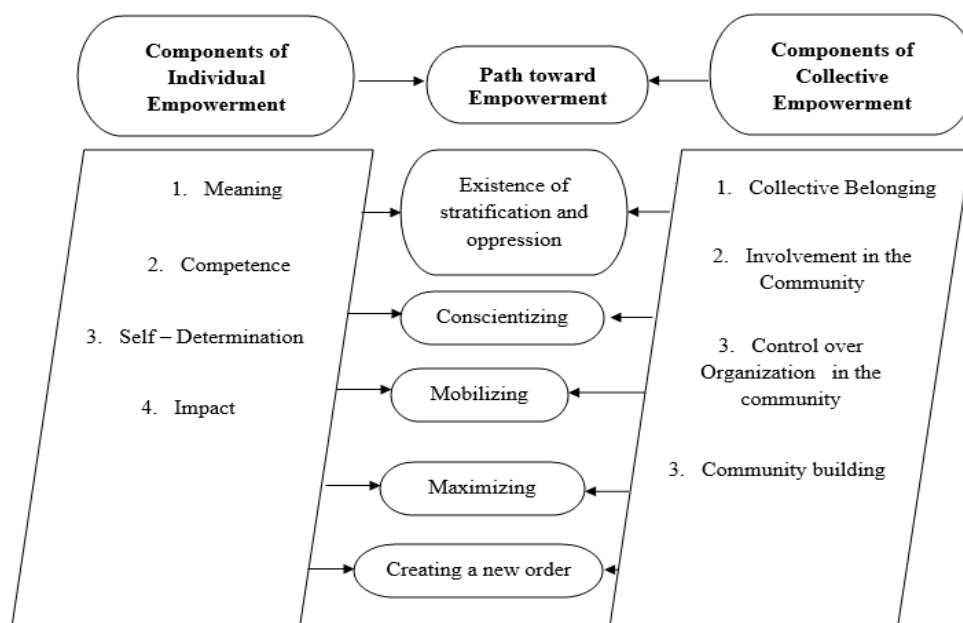 Components of
Individual
Empowerment
Path toward
Empowerment
Components of
Collective
Empowerment
1. Meaning
2. Competence
3. Self – Determination
4. Impact
Existence of
stratification and
oppression
Conscientizing
Mobilizing
Maximizing
Creating a new order
1. Collective Belonging
2. Involvement in the
Community
3. Control over
Organization in the
community
3. Community building